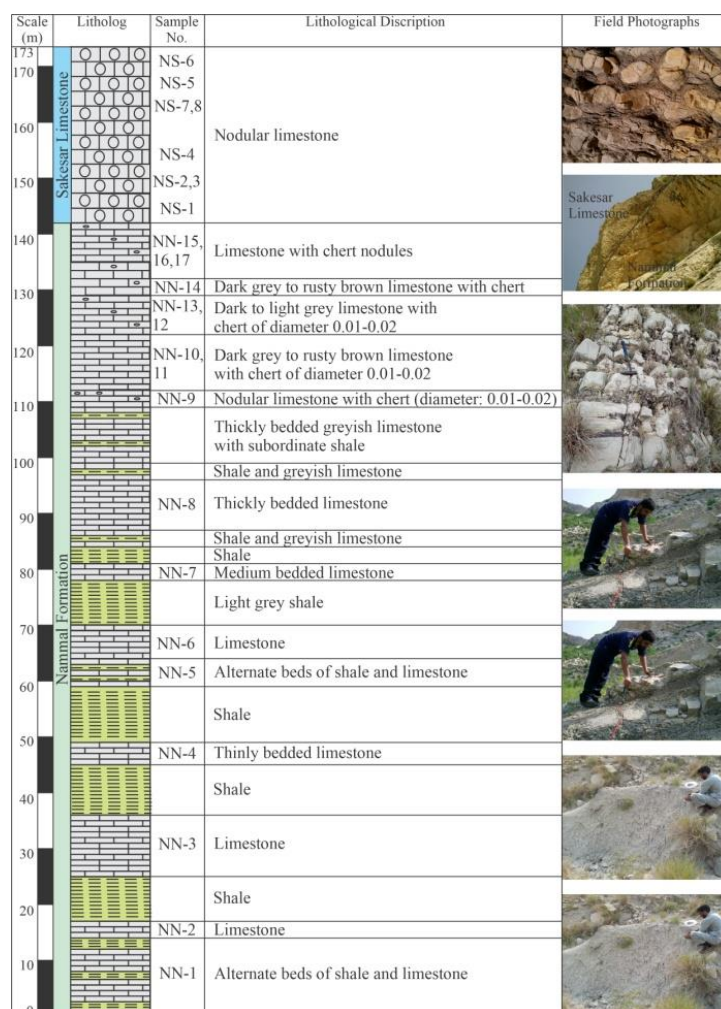 Scale
(m)
Litholog
Sample
No.
Lithological Discription
Field Photographs
173
170
160
150
140
130
120
110
100
90
80
70
60
50
40
30
20
10
0
Sakesar Limestone
Nammal Formation
NS-6
NS-5
NS-7,8
NS-4
NS-2,3
NS-1
Nodular limestone
NN-15,
16,17
Limestone with chert nodules
NN-14
Dark grey to rusty brown limestone with chert
NN-13,
12
Dark to light grey limestone with
chert of diameter 0.01-0.02
NN-10,
11
Dark grey to rusty brown limestone
with chert of diameter 0.01-0.02
NN-9
Nodular limestone with chert (diameter: 0.01-0.02)
Thickly bedded greyish limestone
with subordinate shale
Shale and greyish limestone
NN-8
Thickly bedded limestone
Shale and greyish limestone
Shale
NN-7
Medium bedded limestone
Light grey shale
NN-6
Limestone
NN-5
Alternate beds of shale and limestone
Shale
NN-4
Thinly bedded limestone
Shale
NN-3
Limestone
Shale
NN-2
Limestone
NN-1
Alternate beds of shale and limestone
Sakesar
Limestone
Nammal
Formation